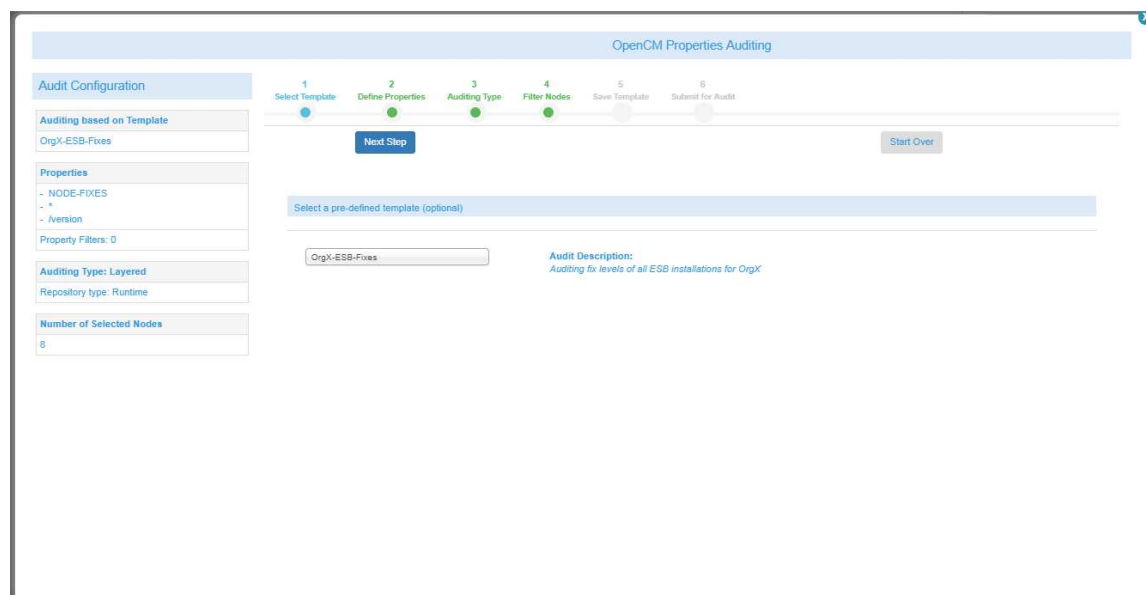 OpenCM Properties Auditing
Audit Configuration
Auditing based on Template
OrgX-ESB-Fixes
Properties
- NODE-FIXES
- *
- /version
Property Filters: 0
Auditing Type: Layered
Repository type: Runtime
Number of Selected Nodes
8
1 2 3 4 5 6
Select Template Define Properties Auditing Type Filter Nodes Save Template Submit for Audit
Next Step Start Over
Select a pre-defined template (optional)
OrgX-ESB-Fixes
Audit Description:
Auditing fix levels of all ESB installations for OrgX